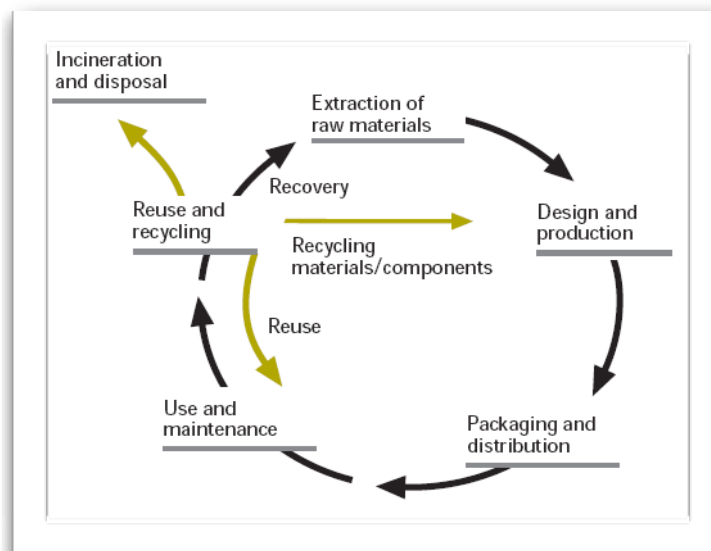 Incineration
and disposal
Extraction of
raw materials
Recovery
Reuse and
recycling
Design and
production
Recycling
materials/components
Reuse
Use and
maintenance
Packaging and
distribution